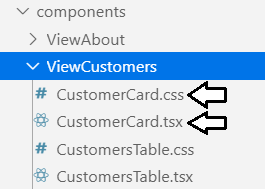 components
ViewAbout
ViewCustomers
# CustomerCard.css
CustomerCard.tsx
# CustomersTable.css
CustomersTable.tsx